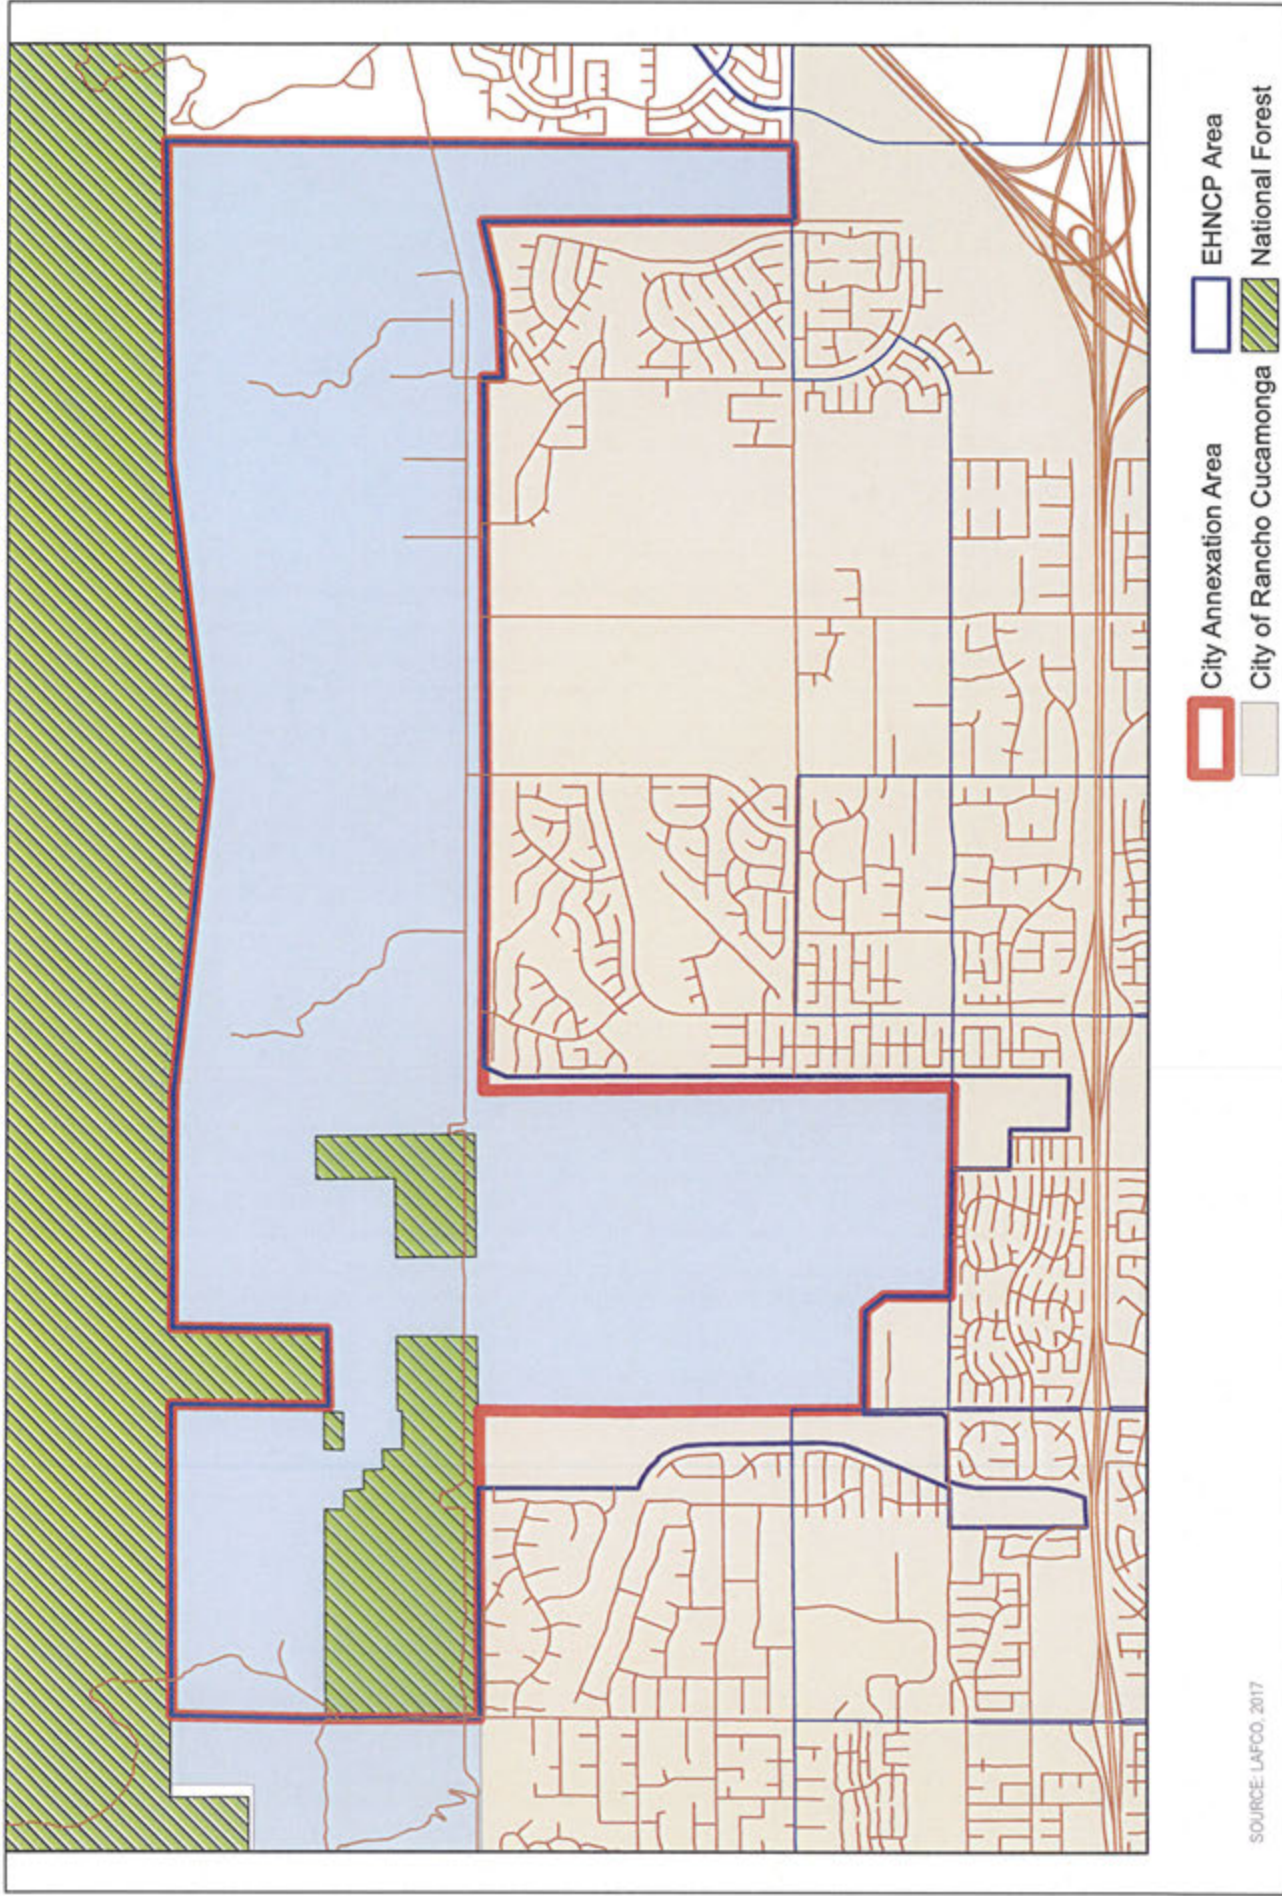 City Annexation Area
EHNCP Area
City of Rancho Cucamonga
National Forest
SOURCE: LAFCO, 2017